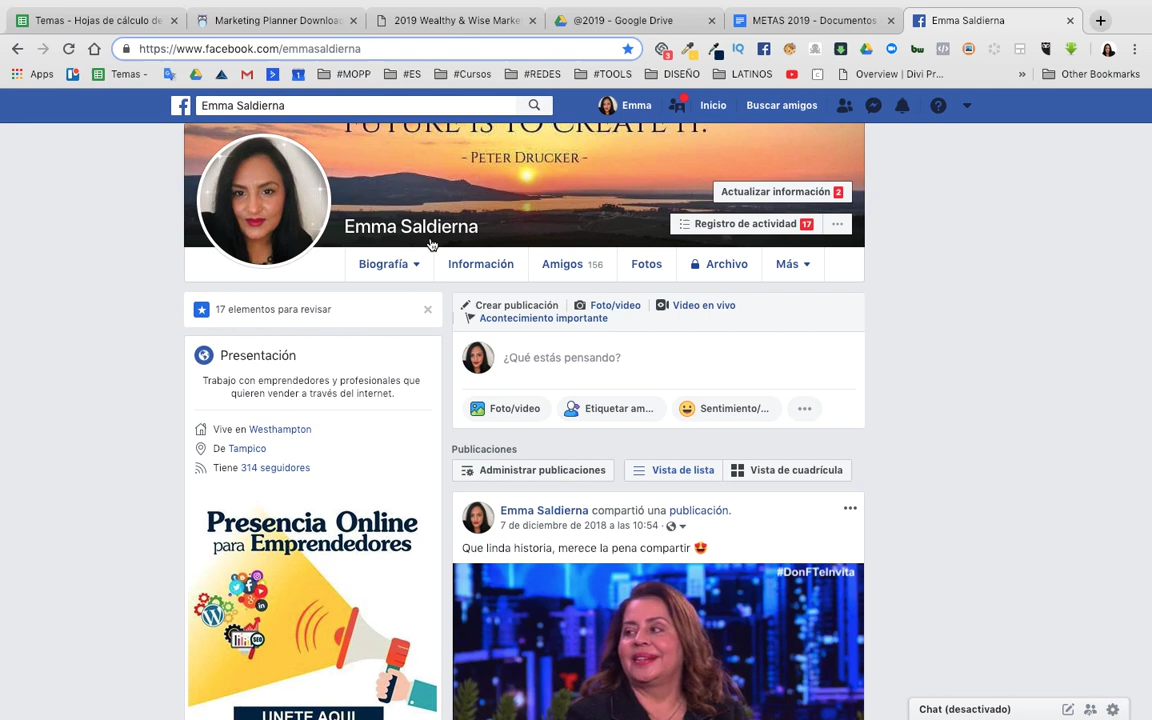 Temas - Hojas de cálculo de
Marketing Planner Downloa
2019 Wealthy & Wise Marke
@2019 - Google Drive
METAS 2019 - Documentos
Emma Saldierna
https://www.facebook.com/emmasaldierna
Apps
Temas -
#MOPP
#ES
#Cursos
#REDES
#TOOLS
DISEÑO
LATINOS
Overview | Divi Pr...
Other Bookmarks
Emma Saldierna
Emma
Inicio
Buscar amigos
FUTURE IS TO CREATE IT.
- PETER DRUCKER -
Actualizar información 2
Emma Saldierna
Registro de actividad 17
Biografía
Información
Amigos 156
Fotos
Archivo
Más
17 elementos para revisar
Presentación
Trabajo con emprendedores y profesionales que
quieren vender a través del internet.
Vive en Westhampton
De Tampico
Tiene 314 seguidores
Presencia Online
para Emprendedores
UNETE AQUI
Crear publicación
Foto/video
Video en vivo
Acontecimiento importante
¿Qué estás pensando?
Foto/video
Etiquetar am...
Sentimiento/...
Publicaciones
Administrar publicaciones
Vista de lista
Vista de cuadrícula
Emma Saldierna compartió una publicación.
7 de diciembre de 2018 a las 10:54 ·
Que linda historia, merece la pena compartir 😍
#DonFTeInvita
Chat (desactivado)